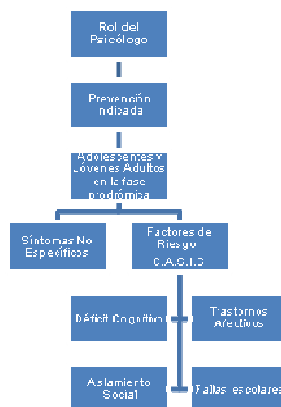 Rol del
Psicólogo
Prevención
Indicada
Adolescentes y
Jóvenes Adultos
en la fase
prodrómica
Síntomas No
Específicos
Factores de
Riesgo
C.A.S.I.D
Déficit Cognitivo
Trastornos
Afectivos
Aislamiento
Social
Fallas escolares